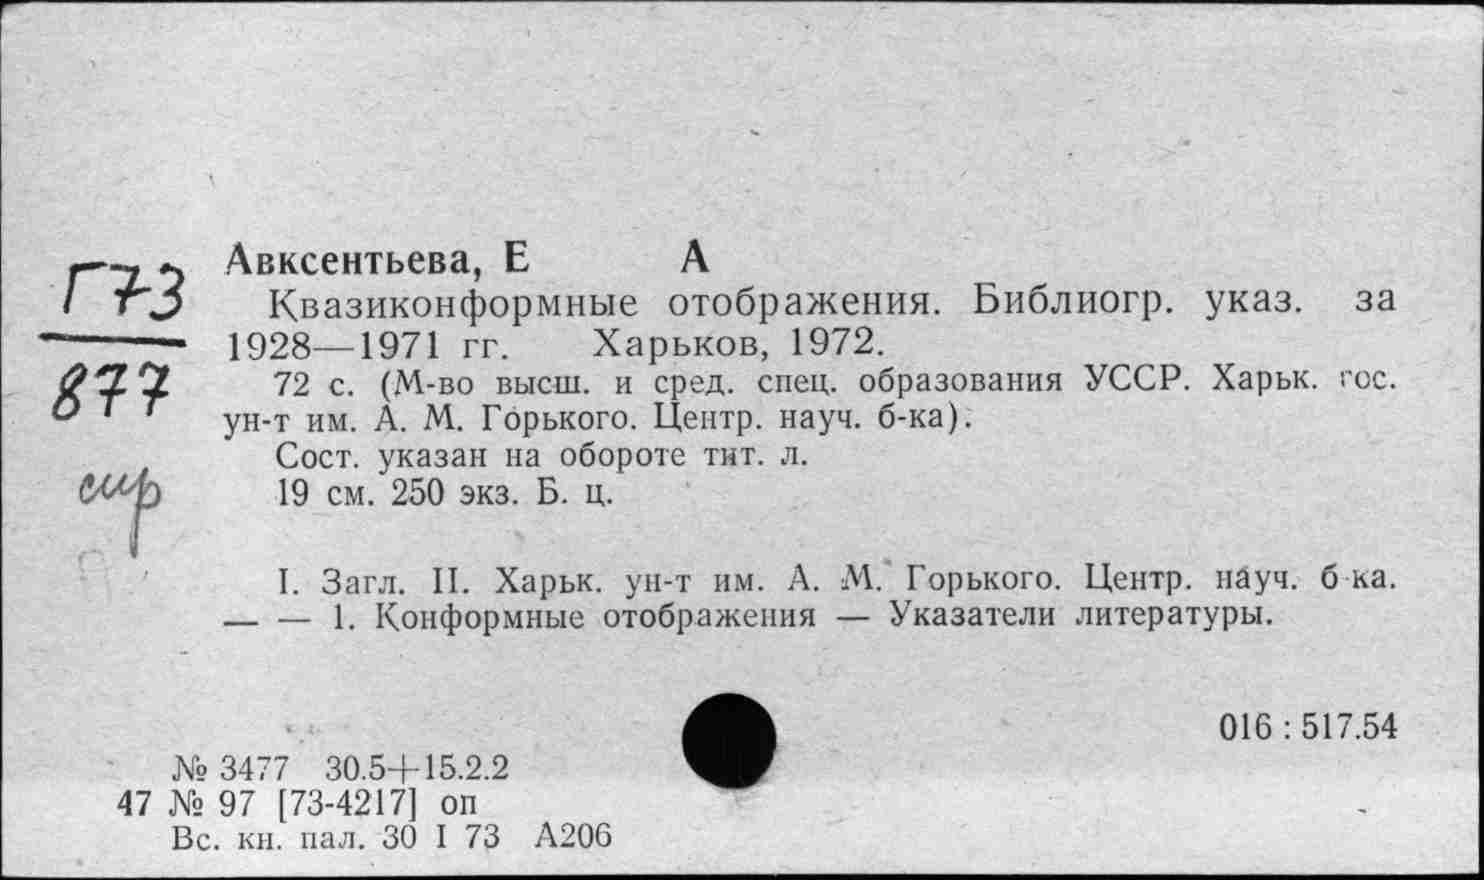 Г73
877
Авксентьева, Е А
Квазиконформные отображения. Библиогр. указ. за
1928—1971 гг. Харьков, 1972.
72 с. (М-во высш. и сред. спец. образования УССР. Харьк. гос.
ун-т им. А. М. Горького. Центр. науч. б-ка).
Сост. указан на обороте тит. л.
19 см. 250 экз. Б. ц.
I. Загл. II. Харьк. ун-т им. А. М. Горького. Центр. науч. б-ка.
— — 1. Конформные отображения — Указатели литературы.
016 : 517.54
№ 3477 30.5+15.2.2
47 № 97 [73-4217] оп
Вс. кн. пал. 30 I 73 А206